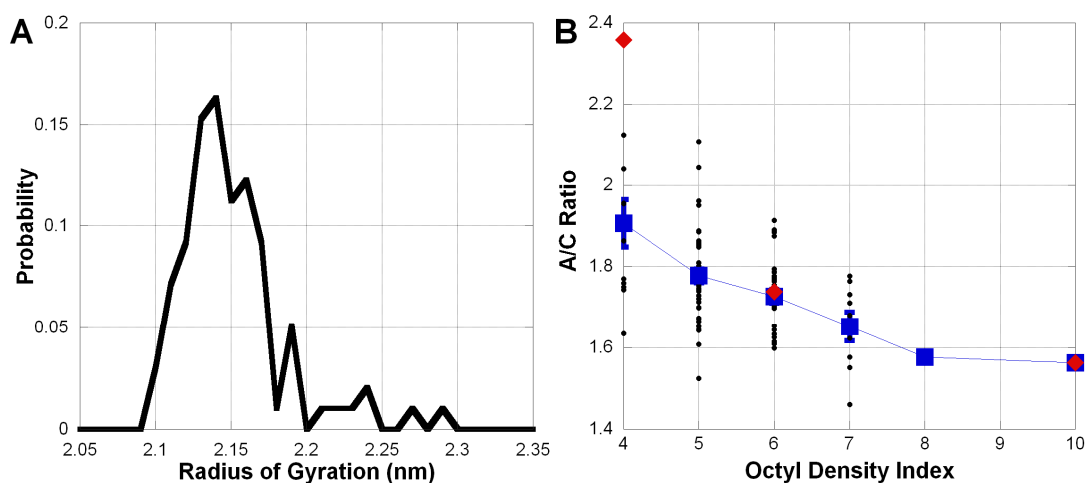 A
Probability
0.2
0.15
0.1
0.05
0
2.05 2.1 2.15 2.2 2.25 2.3 2.35
Radius of Gyration (nm)
B
A/C Ratio
2.4
2.2
2
1.8
1.6
1.4
4 5 6 7 8 9 10
Octyl Density Index